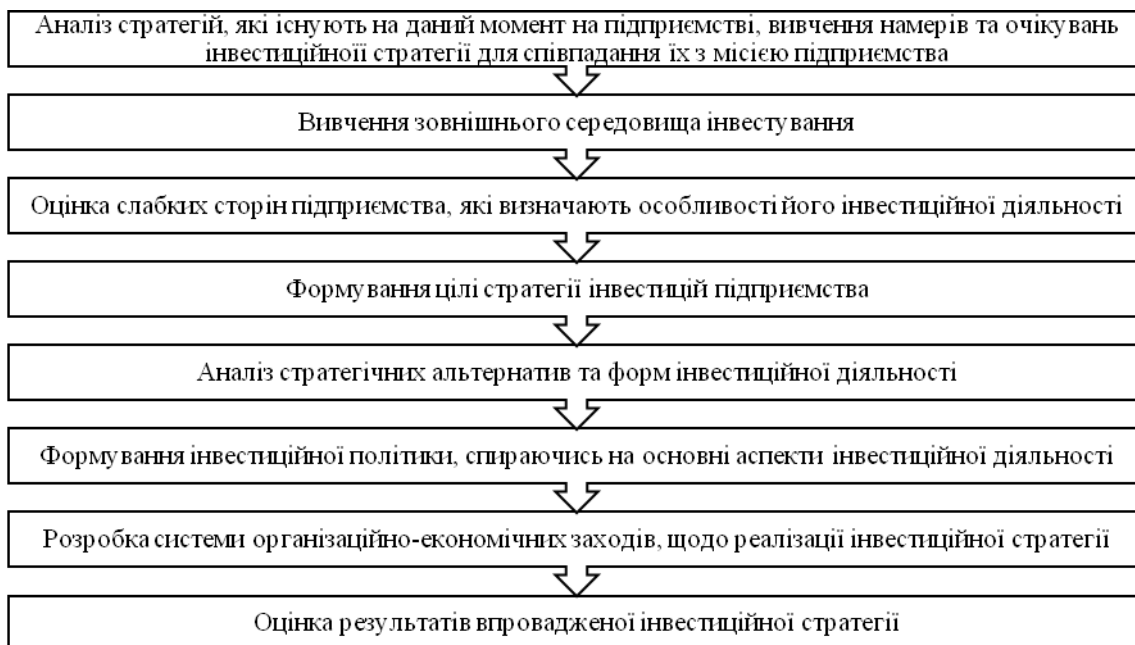 Аналіз стратегій, які існують на даний момент на підприємстві, вивчення намерів та очікувань
інвестиційноїї стратегії для співпадання їх з місією підприємства
Вивчення зовнішнього середовища інвестування
Оцінка слабких сторін підприємства, які визначають особливості його інвестиційної діяльності
Формування цілі стратегії інвестицій підприємства
Аналіз стратегічних альтернатив та форм інвестиційної діяльності
Формування інвестиційної політики, спираючись на основні аспекти інвестиційної діяльності
Розробка системи організаційно-економічних заходів, щодо реалізації інвестиційної стратегії
Оцінка результатів впровадженої інвестиційної стратегії